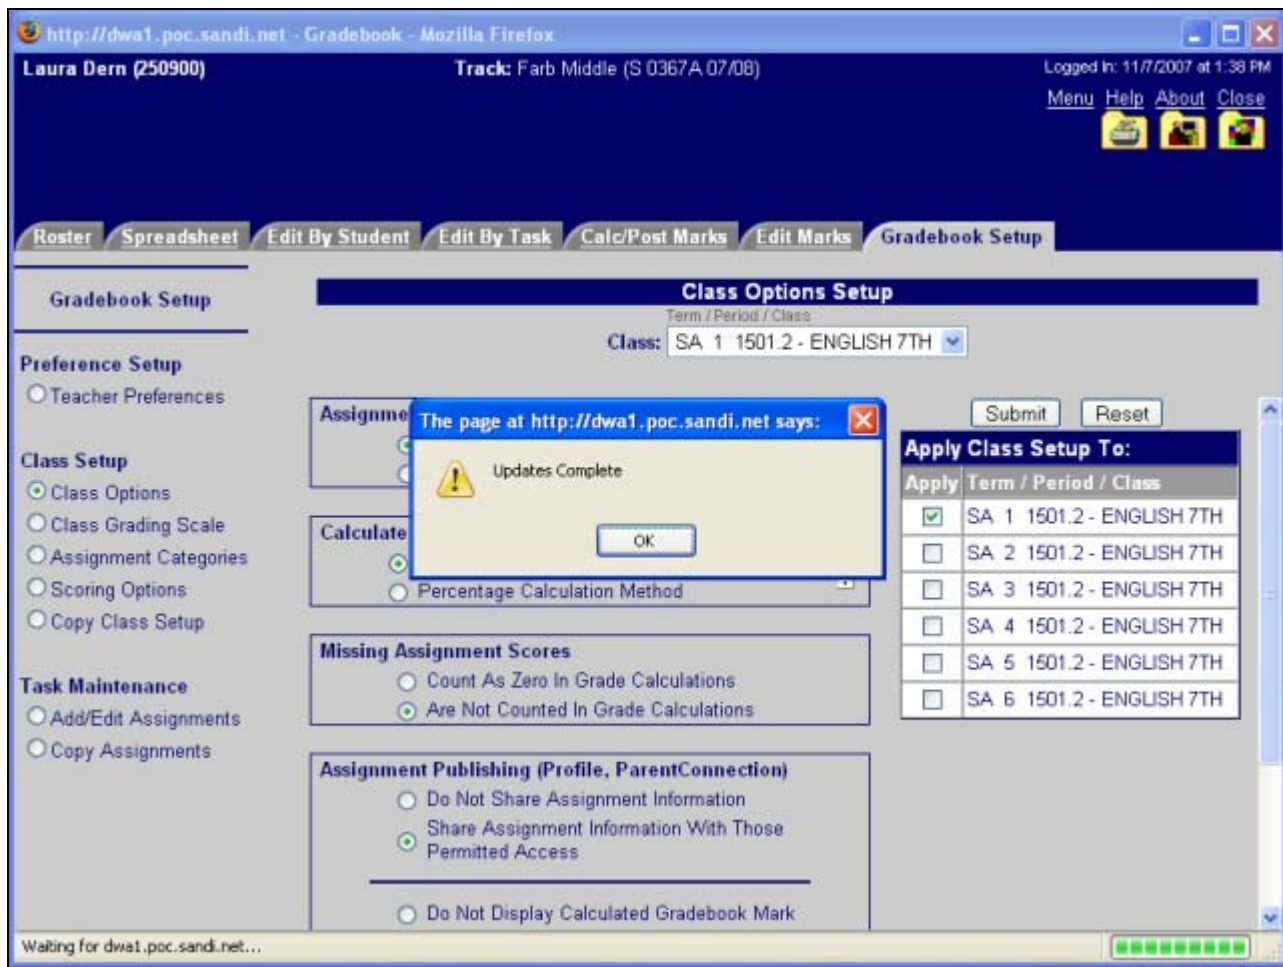 http://dwa1.poc.sandi.net - Gradebook - Mozilla Firefox
Laura Dern (250900)
Track: Farb Middle (S 0367A 07/08)
Logged In: 11/7/2007 at 1:38 PM
Menu Help About Close
Roster Spreadsheet Edit By Student Edit By Task Calc/Post Marks Edit Marks Gradebook Setup
Gradebook Setup
Preference Setup
Teacher Preferences
Class Setup
Class Options
Class Grading Scale
Assignment Categories
Scoring Options
Copy Class Setup
Task Maintenance
Add/Edit Assignments
Copy Assignments
Class Options Setup
Term / Period / Class
Class: SA 1 1501.2 - ENGLISH 7TH
Assignme
The page at http://dwa1.poc.sandi.net says:
Updates Complete
OK
Calculate
Percentage Calculation Method
Missing Assignment Scores
Count As Zero In Grade Calculations
Are Not Counted In Grade Calculations
Assignment Publishing (Profile, ParentConnection)
Do Not Share Assignment Information
Share Assignment Information With Those
Permitted Access
Do Not Display Calculated Gradebook Mark
Submit Reset
Apply Class Setup To:
Apply Term / Period / Class
SA 1 1501.2 - ENGLISH 7TH
SA 2 1501.2 - ENGLISH 7TH
SA 3 1501.2 - ENGLISH 7TH
SA 4 1501.2 - ENGLISH 7TH
SA 5 1501.2 - ENGLISH 7TH
SA 6 1501.2 - ENGLISH 7TH
Waiting for dwa1.poc.sandi.net...